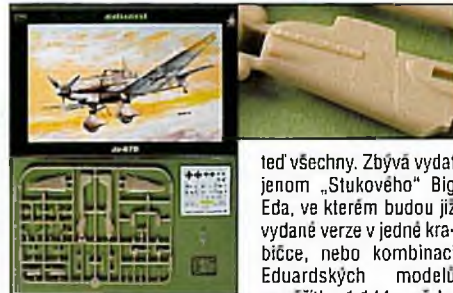 Ju-87B
teď všechny. Zbývá vydat
jenom „Stukového“ Big
Eda, ve kterém budou již
vydané verze v jedné kra-
bičce, nebo kombinaci
Eduardských modelů